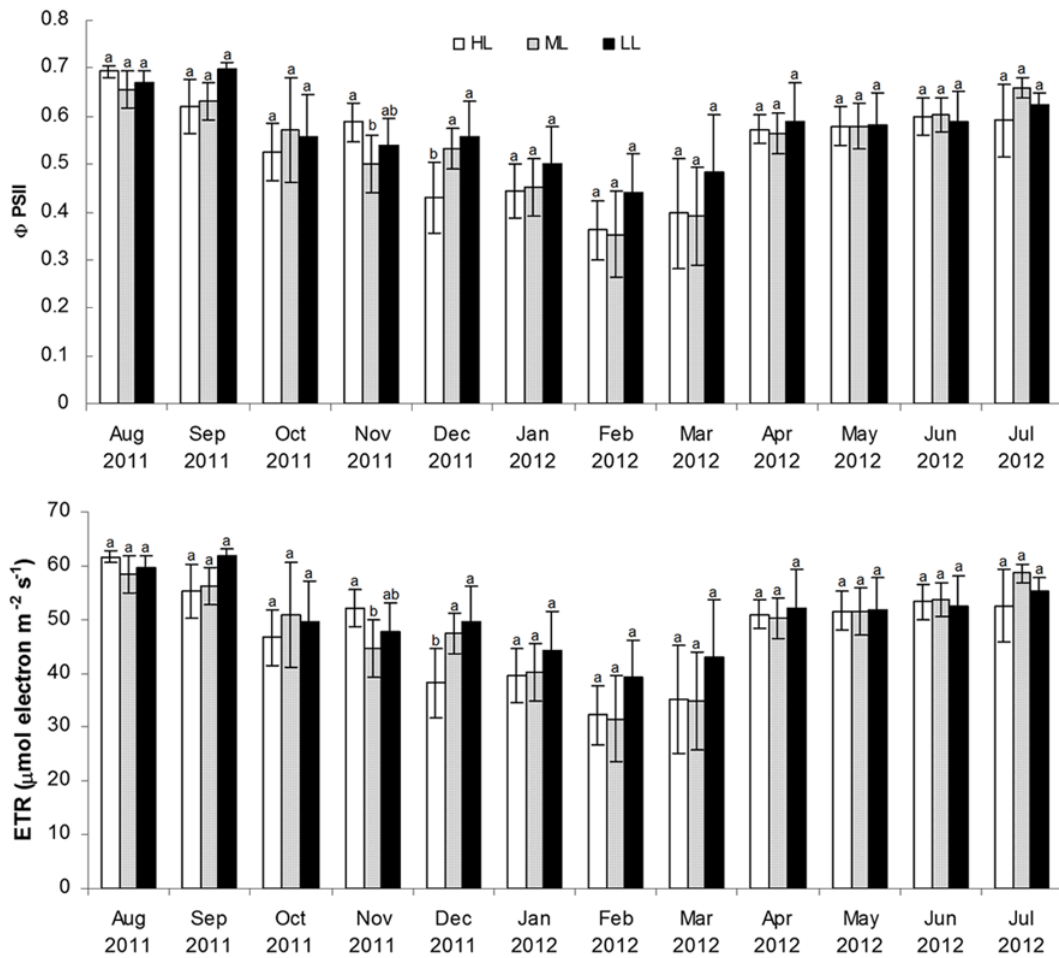 0.8
HL ML LL
0.7
0.6
0.5
0.4
0.3
0.2
0.1
0
Φ PSII
a a a a a a a a a a b ab b a a a a a a a a a a a a a a a a a a a a a a a
Aug Sep Oct Nov Dec Jan Feb Mar Apr May Jun Jul
2011 2011 2011 2011 2011 2012 2012 2012 2012 2012 2012 2012
70
60
50
40
30
20
10
0
ETR (μmol electron m⁻² s⁻¹)
a a a a a a a a a a b ab b a a a a a a a a a a a a a a a a a a a a a a a
Aug Sep Oct Nov Dec Jan Feb Mar Apr May Jun Jul
2011 2011 2011 2011 2011 2012 2012 2012 2012 2012 2012 2012